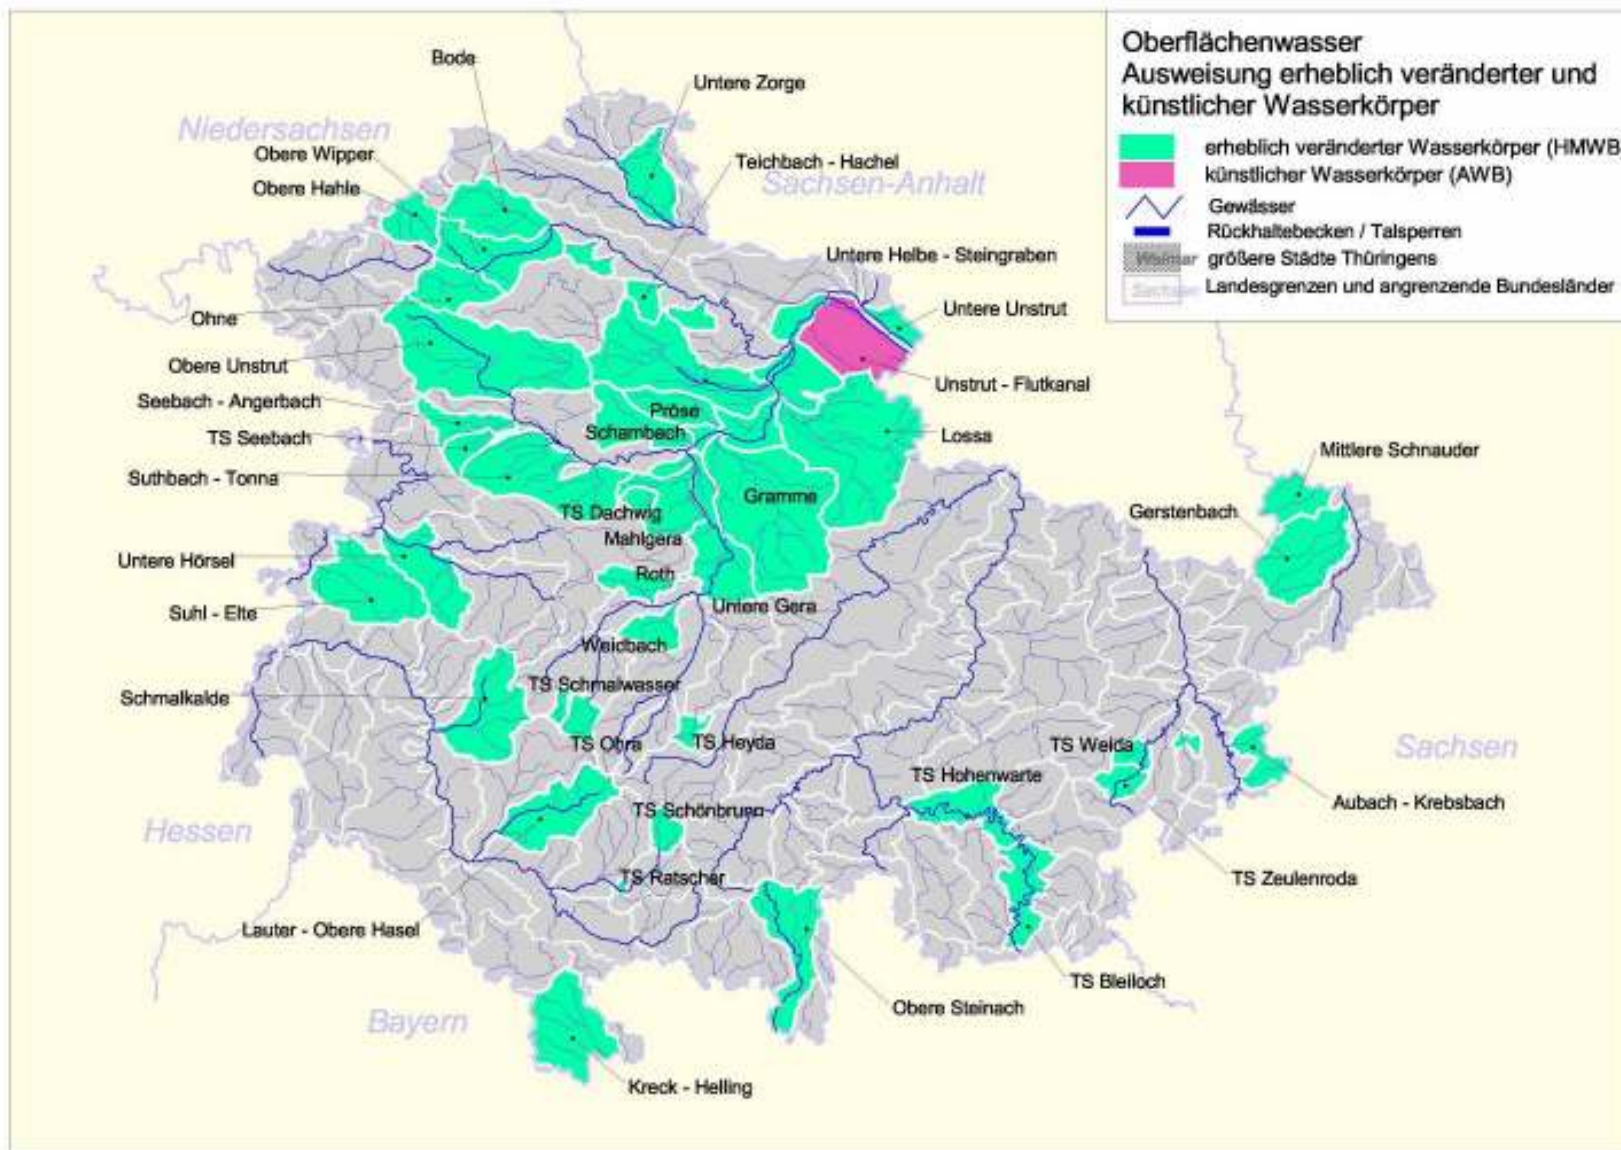 Oberflächenwasser
Ausweisung erheblich veränderter und
künstlicher Wasserkörper
erheblich veränderter Wasserkörper (HMWB
künstlicher Wasserkörper (AWB)
Gewässer
Rückhaltebecken / Talsperren
Weimar größere Städte Thüringens
Sachsen Landesgrenzen und angrenzende Bundesländer
Bode
Untere Zorge
Niedersachsen
Obere Wipper
Teichbach - Hachel
Obere Hahle
Sachsen-Anhalt
Untere Helbe - Steingraben
Untere Unstrut
Ohne
Obere Unstrut
Unstrut - Flutkanal
Seebach - Angerbach
Pröse
Schambach
TS Seebach
Lossa
Mittlere Schnauder
Suthbach - Tonna
Gramme
TS Dachwig
Gerstenbach
Mahlgera
Untere Hörsel
Roth
Suhl - Elte
Untere Gera
Weidbach
TS Schmalwasser
Schmalkalde
TS Ohra
TS Heyda
TS Weida
Sachsen
TS Hohenwarte
Aubach - Krebsbach
TS Schönbrunn
Hessen
TS Ratscher
TS Zeulenroda
Lauter - Obere Hasel
TS Bleiloch
Obere Steinach
Bayern
Kreck - Helling